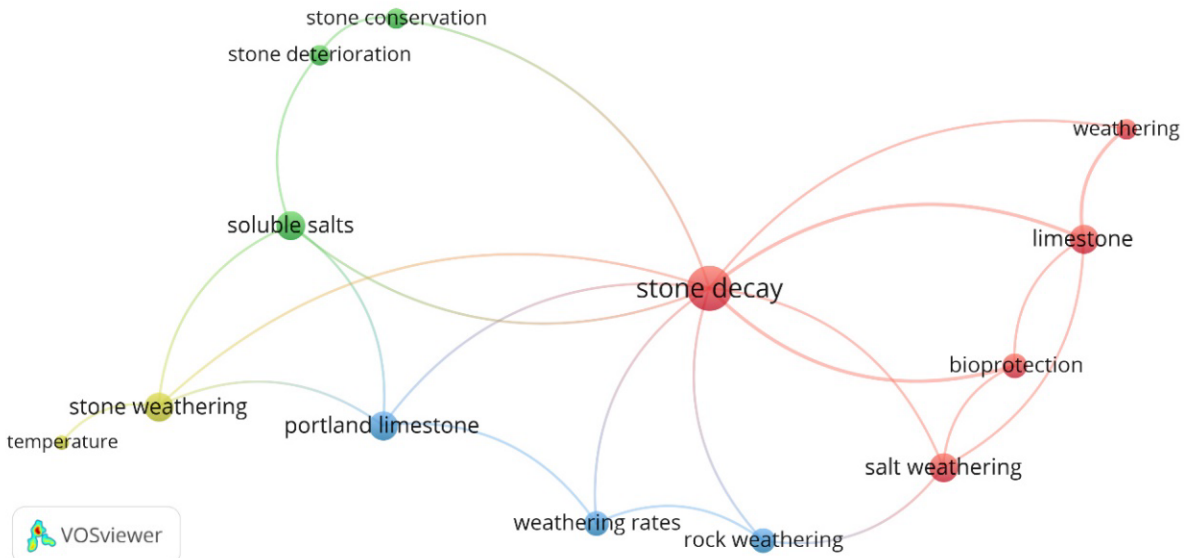 stone conservation
stone deterioration
weathering
soluble salts
limestone
stone decay
bioprotection
stone weathering
portland limestone
temperature
salt weathering
weathering rates
rock weathering
VOSviewer